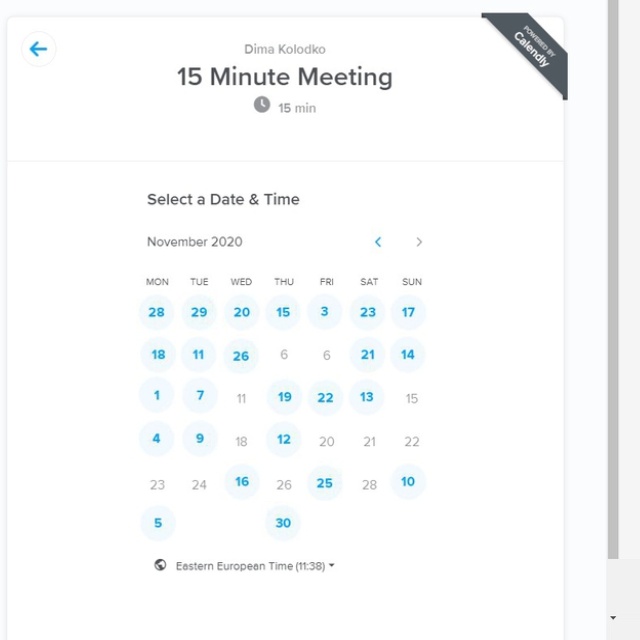 Dima Kolodko
POWERED BY
Calendly
15 Minute Meeting
15 min
Select a Date & Time
November 2020
MON TUE WED THU FRI SAT SUN
28 29 20 15 3 23 17
18 11 26 6 6 21 14
1 7 11 19 22 13 15
4 9 18 12 20 21 22
23 24 16 26 25 28 10
5 30
Eastern European Time (11:38)